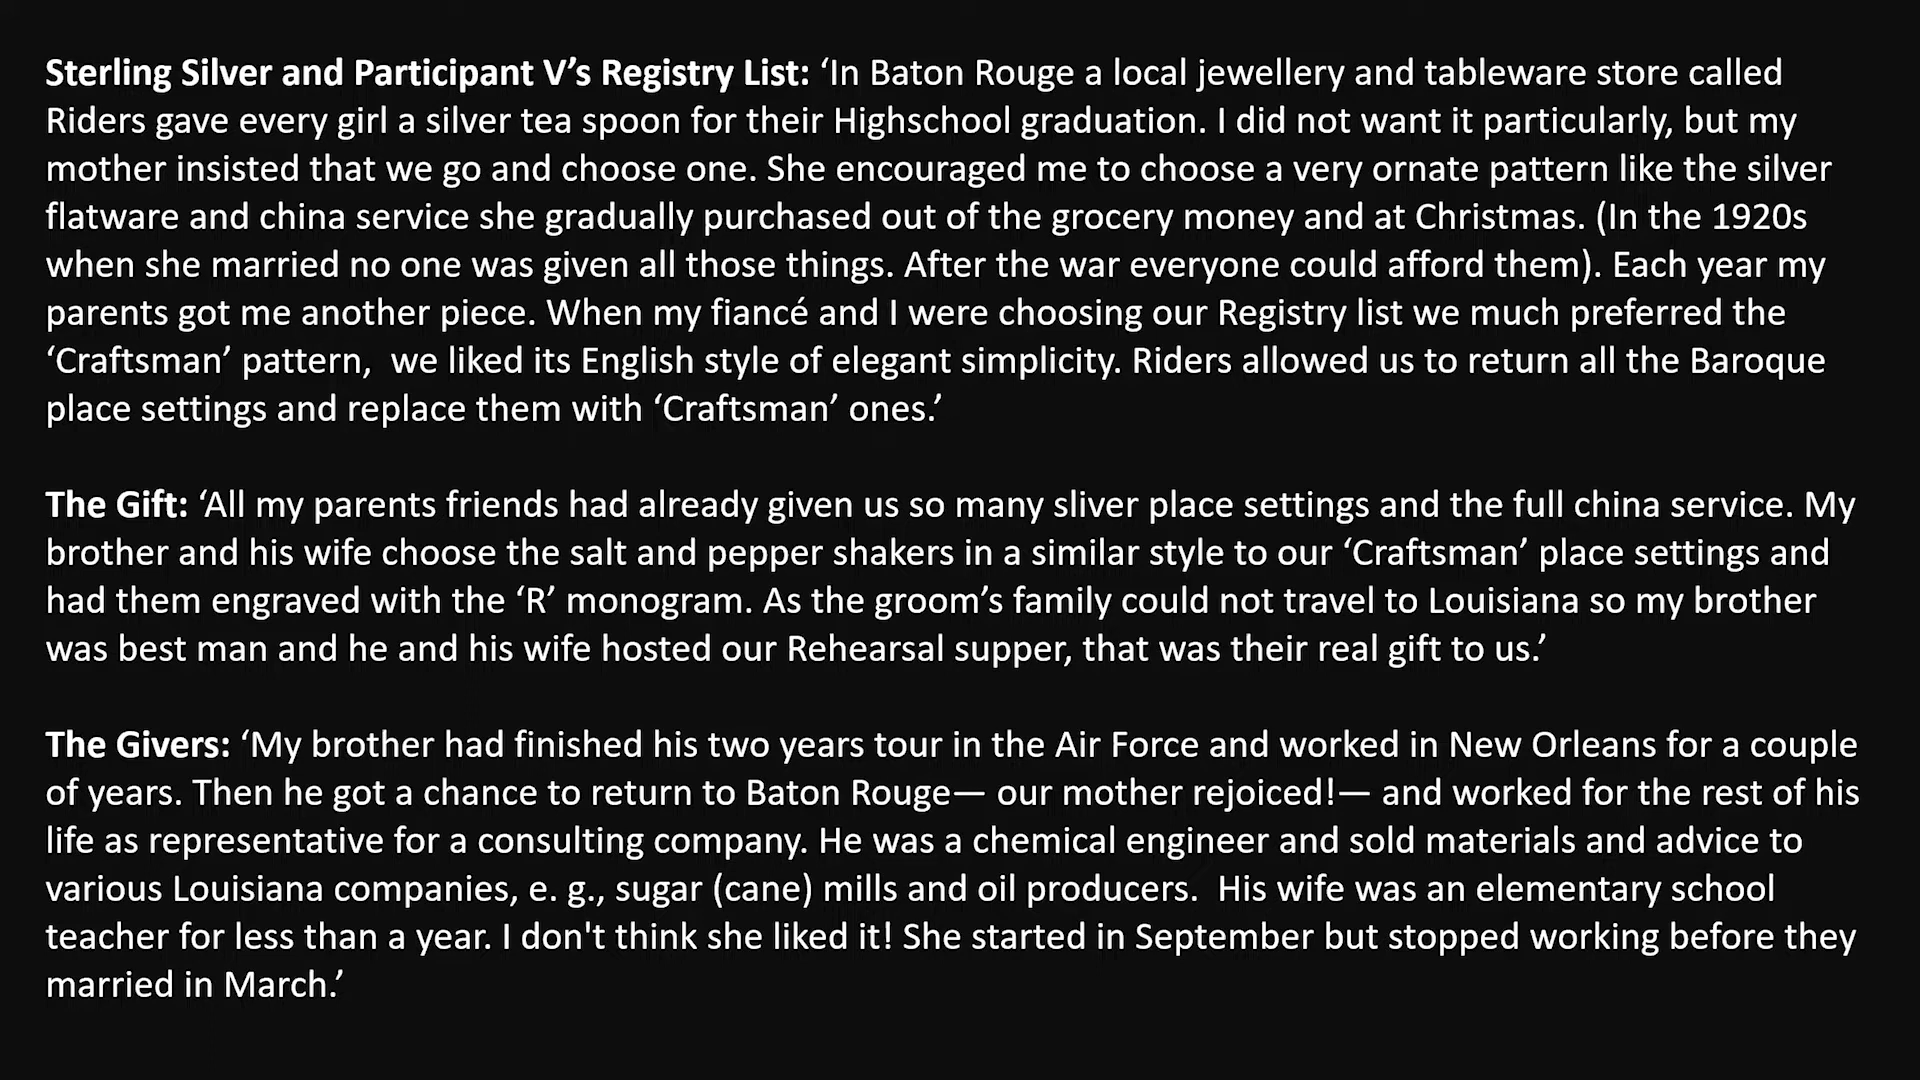 Sterling Silver and Participant V’s Registry List: ‘In Baton Rouge a local jewellery and tableware store called
Riders gave every girl a silver tea spoon for their Highschool graduation. I did not want it particularly, but my
mother insisted that we go and choose one. She encouraged me to choose a very ornate pattern like the silver
flatware and china service she gradually purchased out of the grocery money and at Christmas. (In the 1920s
when she married no one was given all those things. After the war everyone could afford them). Each year my
parents got me another piece. When my fiancé and I were choosing our Registry list we much preferred the
‘Craftsman’ pattern,  we liked its English style of elegant simplicity. Riders allowed us to return all the Baroque
place settings and replace them with ‘Craftsman’ ones.’
The Gift: ‘All my parents friends had already given us so many sliver place settings and the full china service. My
brother and his wife choose the salt and pepper shakers in a similar style to our ‘Craftsman’ place settings and
had them engraved with the ‘R’ monogram. As the groom’s family could not travel to Louisiana so my brother
was best man and he and his wife hosted our Rehearsal supper, that was their real gift to us.’
The Givers: ‘My brother had finished his two years tour in the Air Force and worked in New Orleans for a couple
of years. Then he got a chance to return to Baton Rouge— our mother rejoiced!— and worked for the rest of his
life as representative for a consulting company. He was a chemical engineer and sold materials and advice to
various Louisiana companies, e. g., sugar (cane) mills and oil producers.  His wife was an elementary school
teacher for less than a year. I don't think she liked it! She started in September but stopped working before they
married in March.’